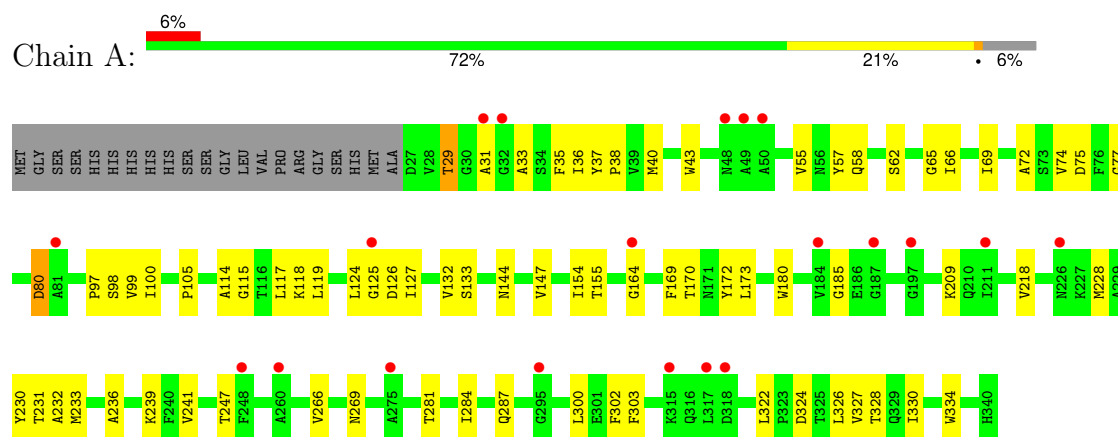 6%
Chain A:
72% 21% • 6%
MET GLY SER SER HIS HIS HIS HIS HIS HIS SER SER GLY LEU VAL PRO ARG GLY SER HIS MET ALA D27 V28 T29 G30 A31 G32 A33 S34 F35 I36 Y37 P38 V39 M40 W43 N48 A49 A50 V55 N56 Y57 Q58 S62 G65 I66 I69 A72 S73 V74 D75 F76 G77
D80 A81 P97 S98 V99 I100 P105 A114 G115 T116 L117 K118 L119 L124 G125 D126 I127 V132 S133 N144 V147 I154 T155 G164 F169 T170 N171 Y172 L173 W180 V184 G185 E186 G187 G197 K209 Q210 I211 V218 N226 K227 M228 A229
Y230 T231 A232 M233 A236 K239 F240 V241 T247 F248 A260 V266 N269 A275 T281 I284 Q287 G295 L300 E301 F302 F303 K315 Q316 L317 D318 L322 P323 D324 T325 L326 V327 T328 Q329 I330 W334 H340